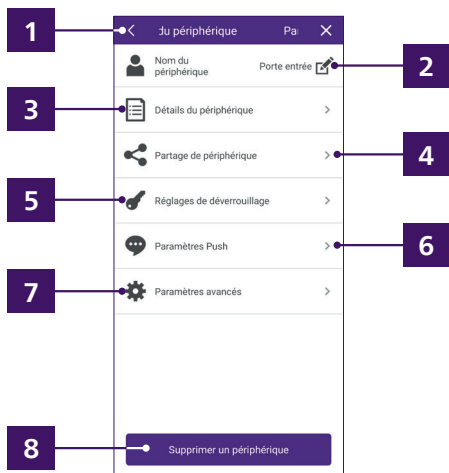 1
du périphérique Pa
Nom du
périphérique
Porte entrée
2
3
Détails du périphérique
Partage de périphérique
4
5
Réglages de déverrouillage
Paramètres Push
6
7
Paramètres avancés
8
Supprimer un périphérique